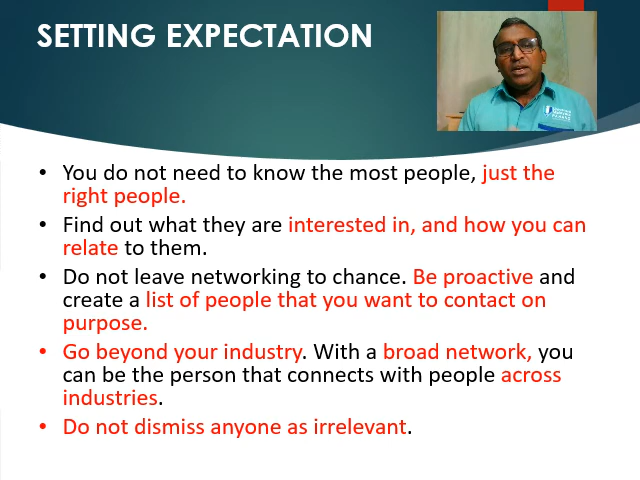 SETTING EXPECTATION
• You do not need to know the most people, just the
right people.
• Find out what they are interested in, and how you can
relate to them.
• Do not leave networking to chance. Be proactive and
create a list of people that you want to contact on
purpose.
• Go beyond your industry. With a broad network, you
can be the person that connects with people across
industries.
• Do not dismiss anyone as irrelevant.